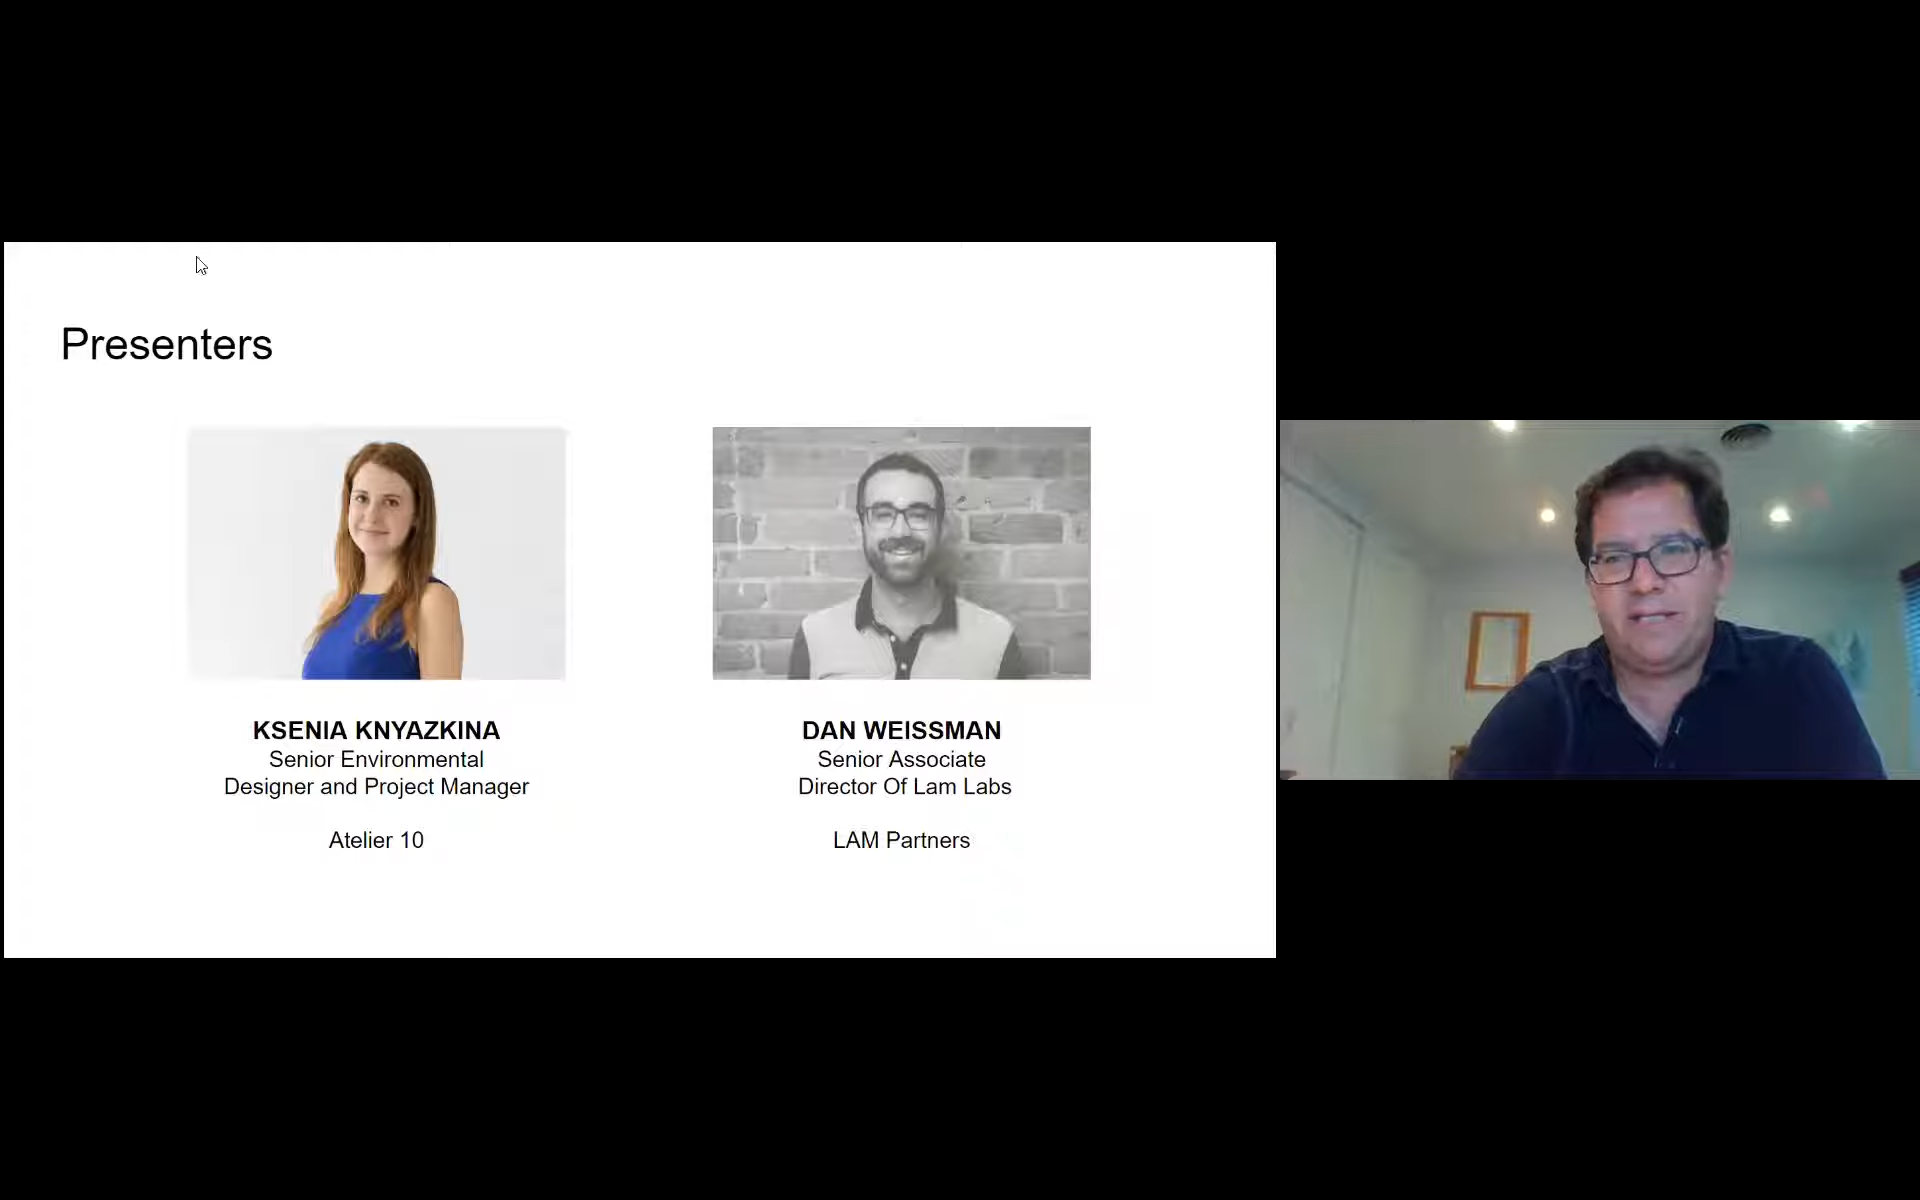 Presenters
KSENIA KNYAZKINA
Senior Environmental
Designer and Project Manager
Atelier 10
DAN WEISSMAN
Senior Associate
Director Of Lam Labs
LAM Partners